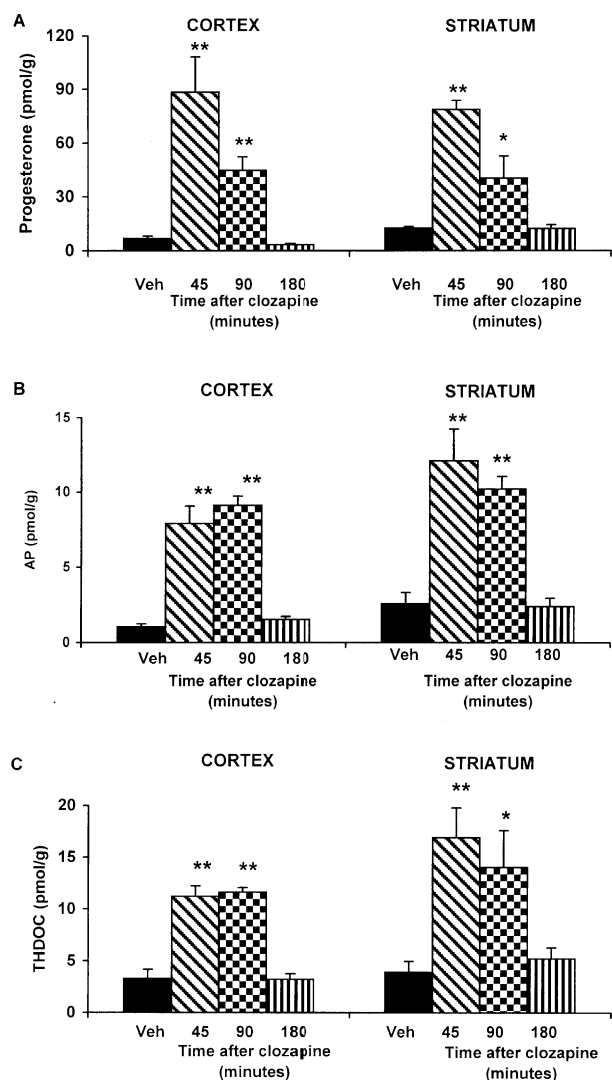 A
CORTEX STRIATUM
Progesterone (pmol/g)
120
90
60
30
0
** ** ** *
Veh 45 90 180 Veh 45 90 180
Time after clozapine Time after clozapine
(minutes) (minutes)
B
CORTEX STRIATUM
AP (pmol/g)
15
10
5
0
** ** ** **
Veh 45 90 180 Veh 45 90 180
Time after clozapine Time after clozapine
(minutes) (minutes)
C
CORTEX STRIATUM
THDOC (pmol/g)
20
15
10
5
0
** ** ** *
Veh 45 90 180 Veh 45 90 180
Time after clozapine Time after clozapine
(minutes) (minutes)